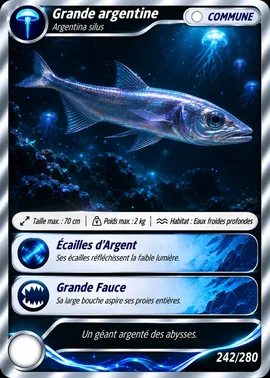 Grande argentine
Argentina silus
COMMUNE
Taille max. : 70 cm | Poids max. : 2 kg | Habitat : Eaux froides profondes
Écailles d'Argent
Ses écailles réfléchissent la faible lumière.
Grande Fauce
Sa large bouche aspire ses proies entières.
Un géant argenté des abysses.
242/280